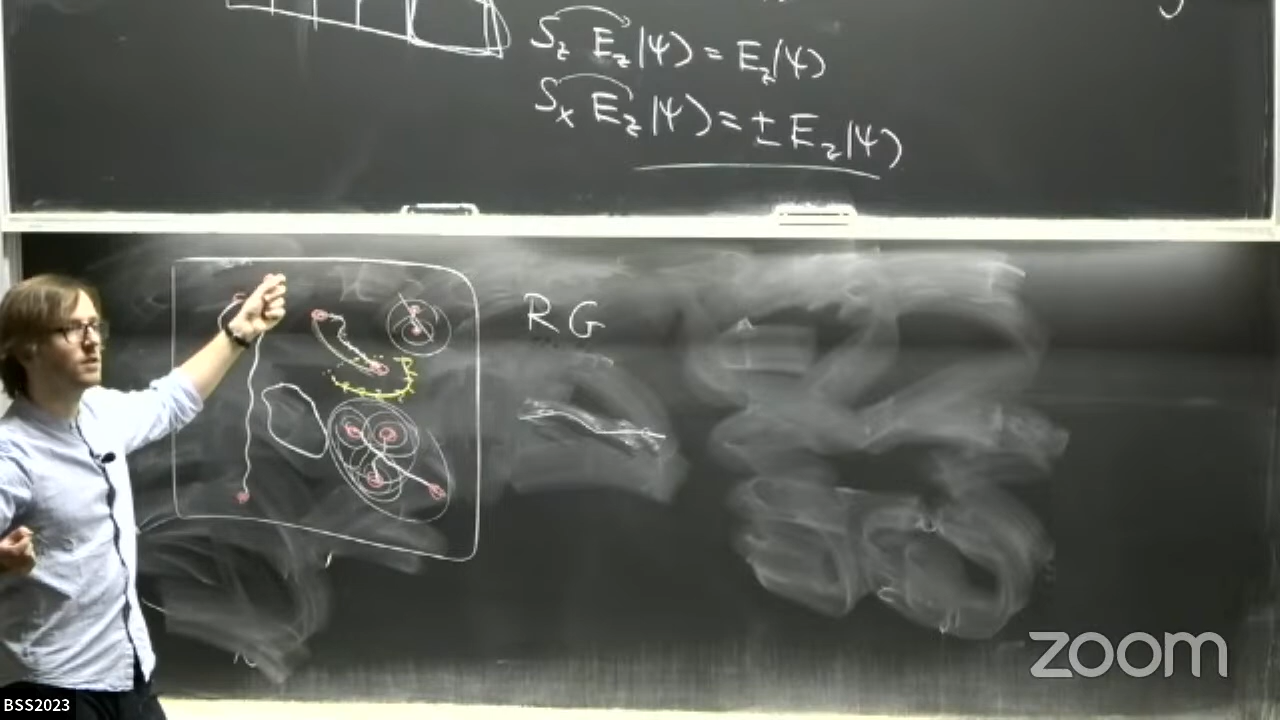 S_z E_z|ψ⟩ = E_z|ψ⟩
S_x E_z|ψ⟩ = ± E_z|ψ⟩
RG
zoom
BSS2023